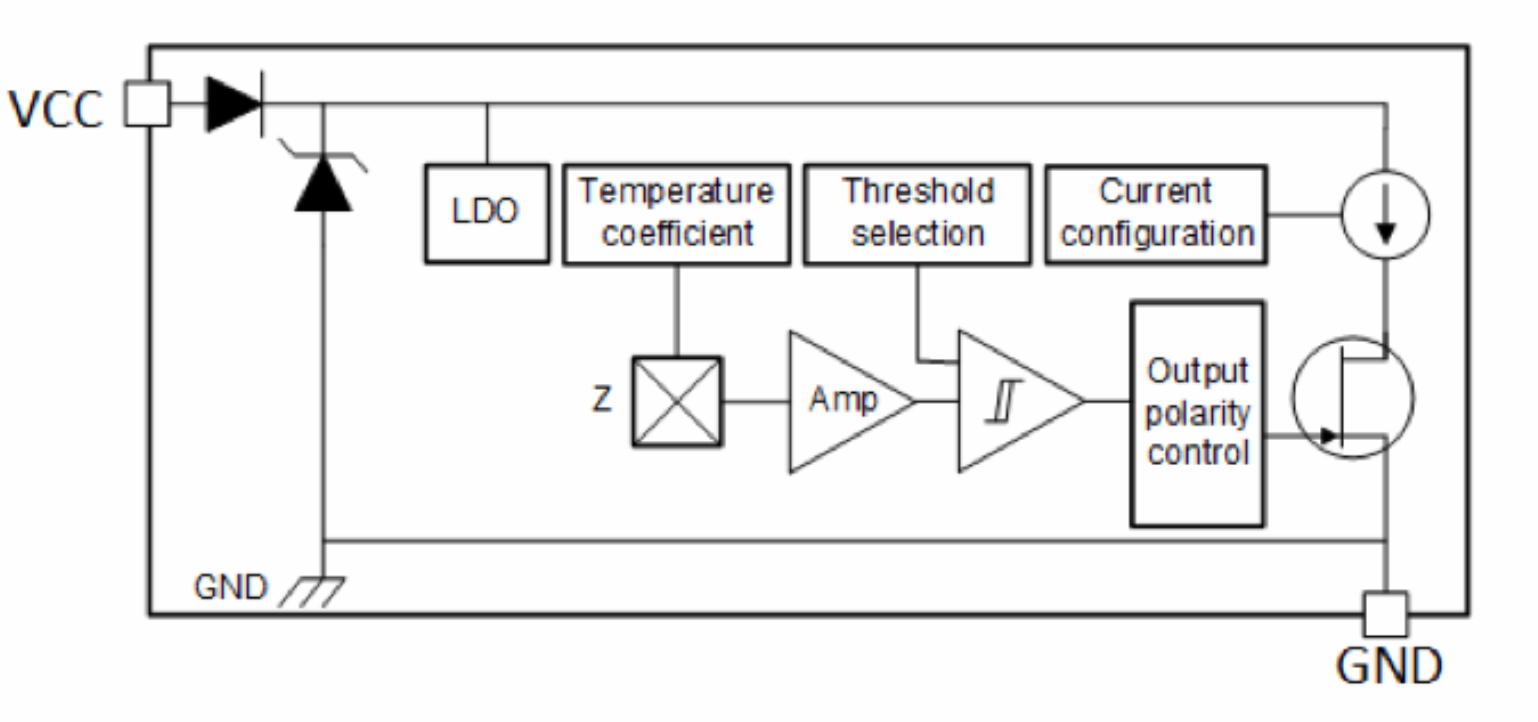 VCC
LDO
Temperature
coefficient
Threshold
selection
Current
configuration
Z
Amp
Output
polarity
control
GND
GND